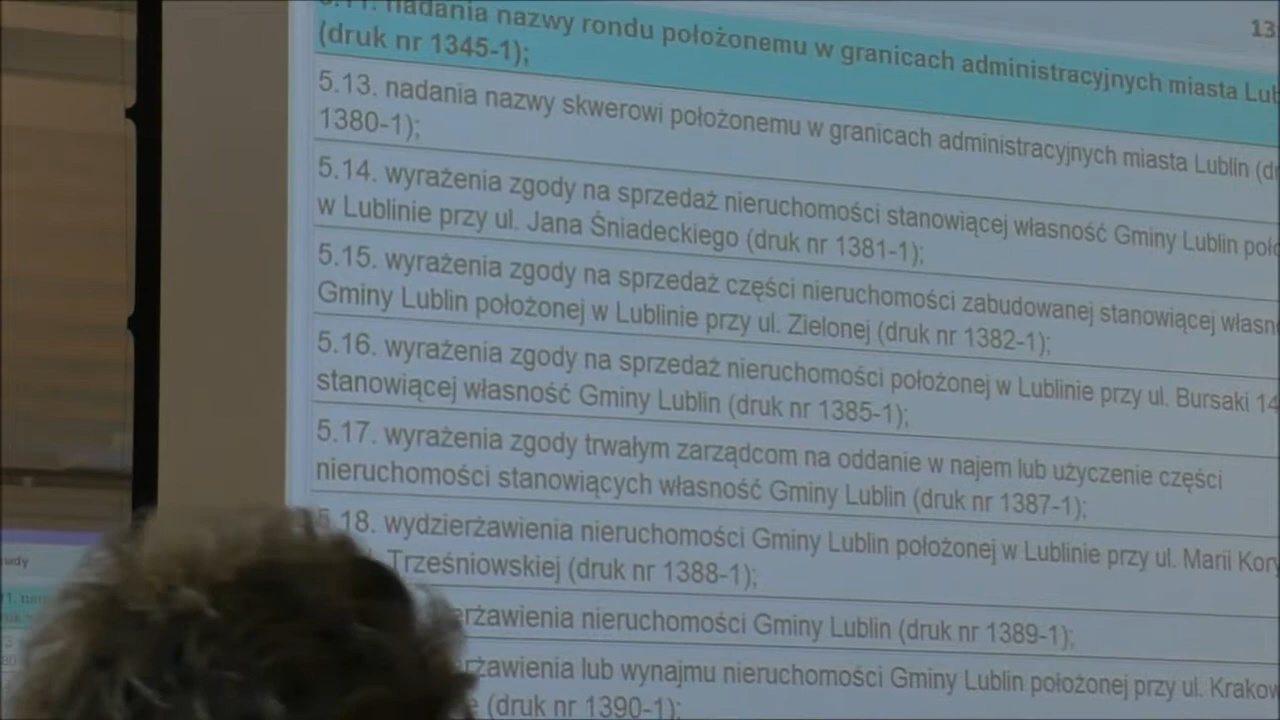 nadania nazwy rondu położonemu w granicach administracyjnych miasta
(druk nr 1345-1);
5.13. nadania nazwy skwerowi położonemu w granicach administracyjnych miasta Lublin
1380-1);
5.14. wyrażenia zgody na sprzedaż nieruchomości stanowiącej własność Gminy Lublin
w Lublinie przy ul. Jana Śniadeckiego (druk nr 1381-1);
5.15. wyrażenia zgody na sprzedaż części nieruchomości zabudowanej stanowiącej
Gminy Lublin położonej w Lublinie przy ul. Zielonej (druk nr 1382-1);
5.16. wyrażenia zgody na sprzedaż nieruchomości położonej w Lublinie przy ul. Bursaki 14
stanowiącej własność Gminy Lublin (druk nr 1385-1);
5.17. wyrażenia zgody trwałym zarządcom na oddanie w najem lub użyczenie części
nieruchomości stanowiących własność Gminy Lublin (druk nr 1387-1);
5.18. wydzierżawienia nieruchomości Gminy Lublin położonej w Lublinie przy ul. Marii
Trześniowskiej (druk nr 1388-1);
nieruchomości Gminy Lublin (druk nr 1389-1);
lub wynajmu nieruchomości Gminy Lublin położonej przy ul.
(druk nr 1390-1);